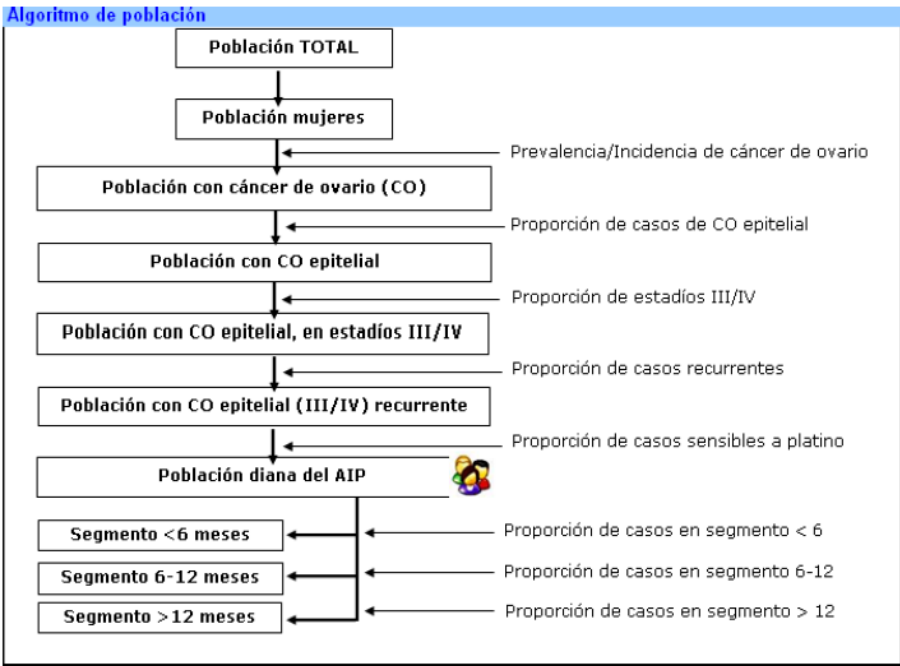 Algoritmo de población
Población TOTAL
Población mujeres
Prevalencia/Incidencia de cáncer de ovario
Población con cáncer de ovario (CO)
Proporción de casos de CO epitelial
Población con CO epitelial
Proporción de estadíos III/IV
Población con CO epitelial, en estadíos III/IV
Proporción de casos recurrentes
Población con CO epitelial (III/IV) recurrente
Proporción de casos sensibles a platino
Población diana del AIP
Segmento <6 meses
Proporción de casos en segmento < 6
Segmento 6-12 meses
Proporción de casos en segmento 6-12
Segmento >12 meses
Proporción de casos en segmento > 12